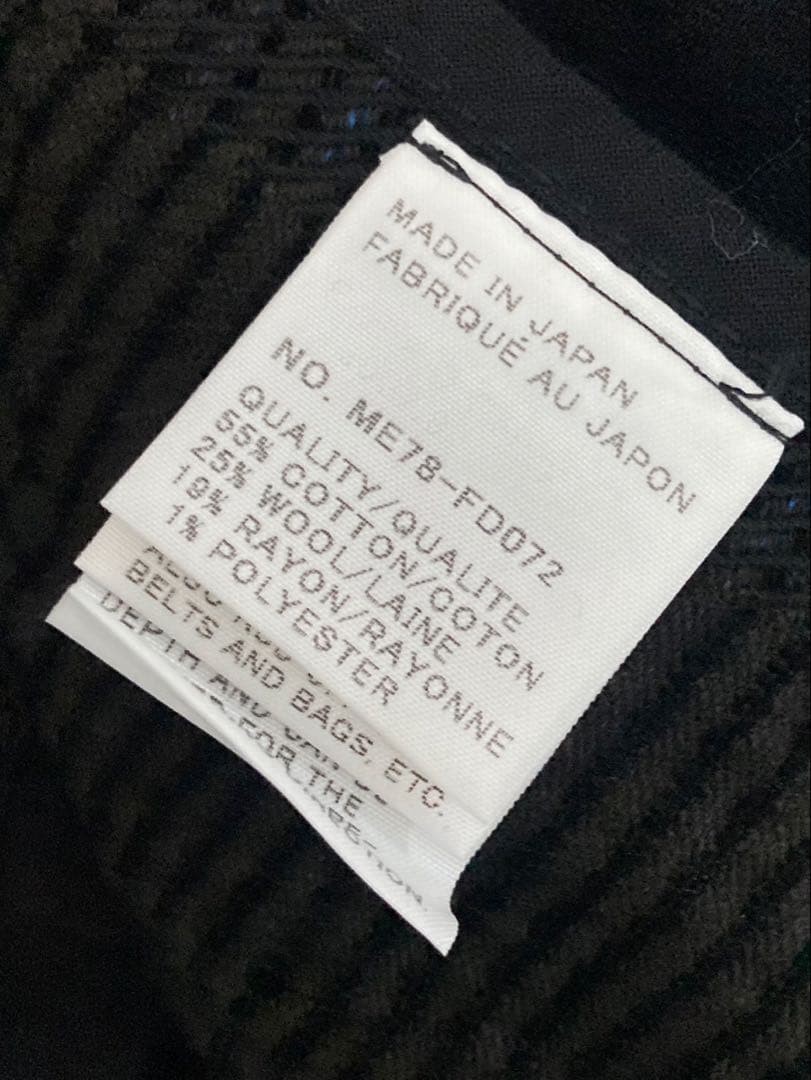 MADE IN JAPAN
FABRIQUÉ AU JAPON
NO. ME78-FD072
QUALITY/QUALITE
55% COTTON/COTON
25% WOOL/LAINE
19% RAYON/RAYONNE
1% POLYESTER
BELTS AND BAGS, ETC.
DEPTH AND
FOR THE